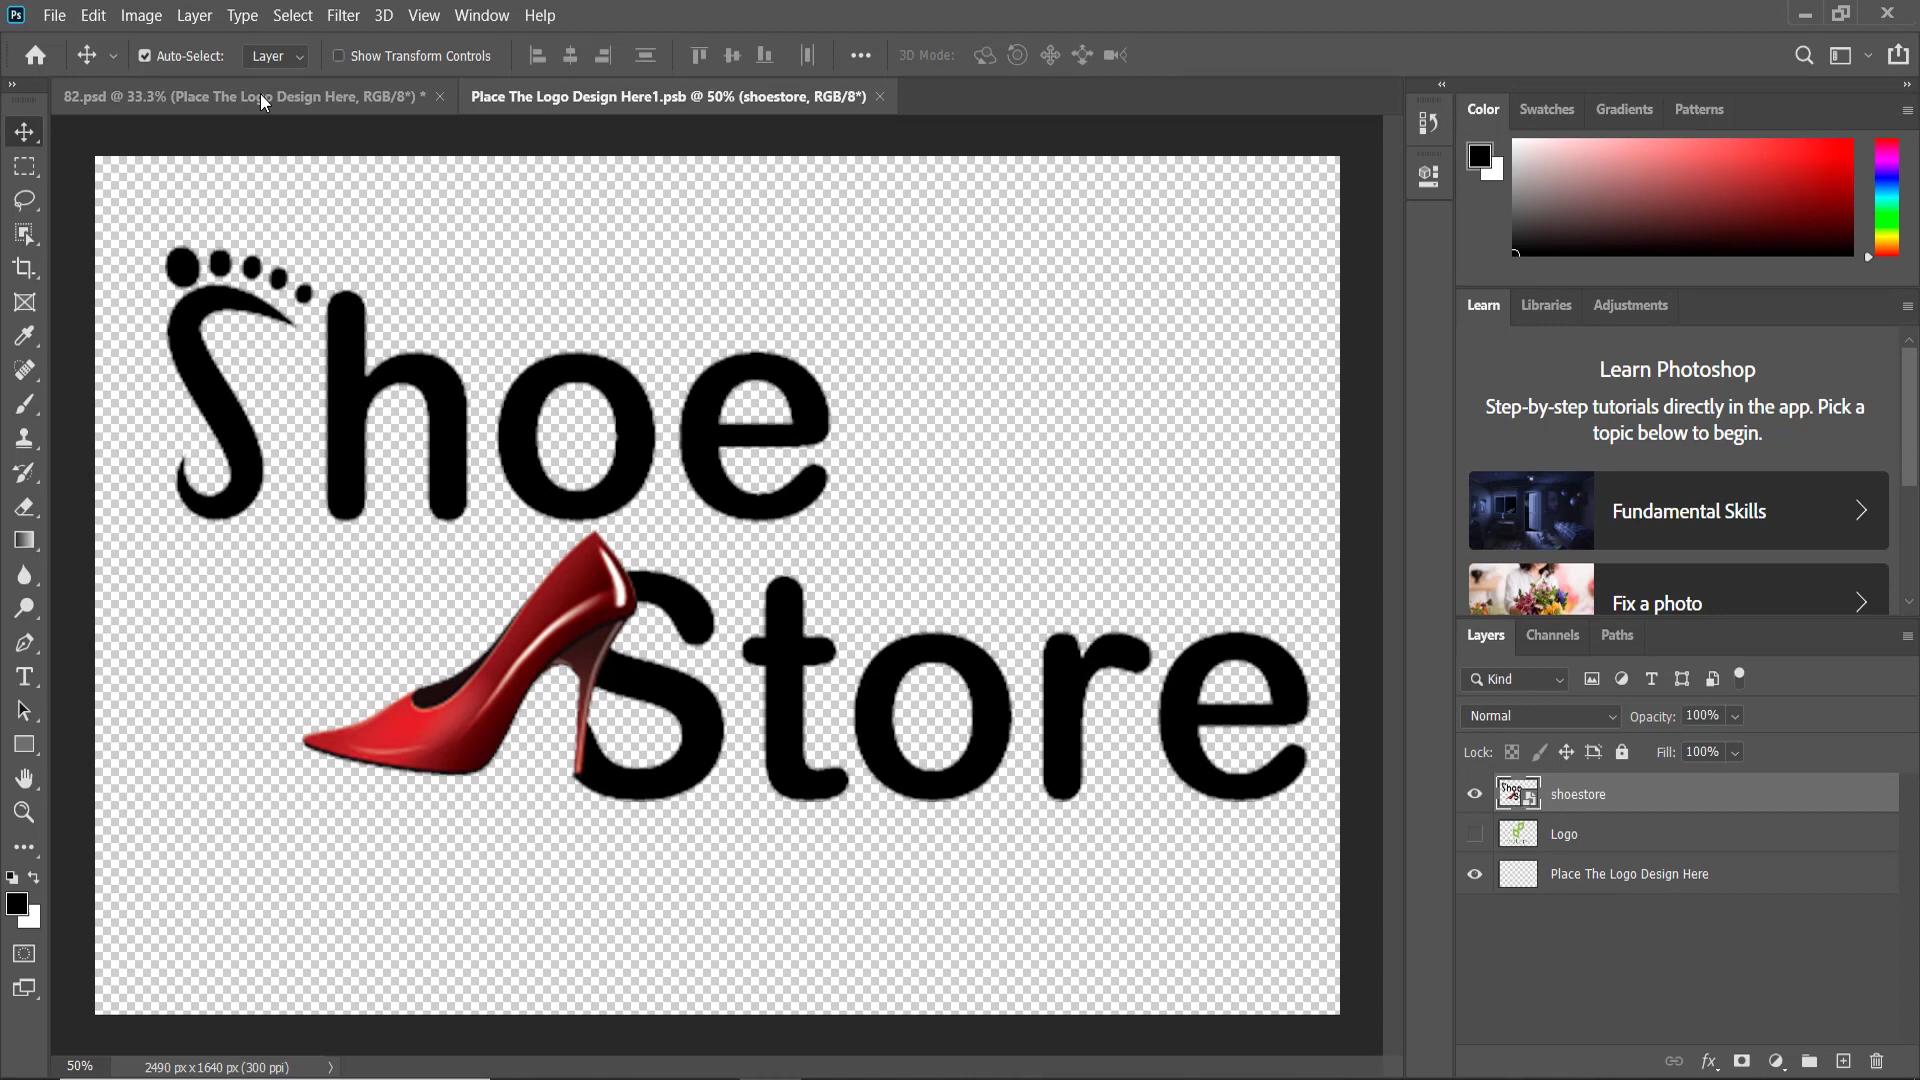 Ps File Edit Image Layer Type Select Filter 3D View Window Help
Auto-Select: Layer Show Transform Controls 3D Mode:
82.psd @ 33.3% (Place The Logo Design Here, RGB/8*) * Place The Logo Design Here1.psb @ 50% (shoestore, RGB/8*)
Color Swatches Gradients Patterns
Learn Libraries Adjustments
Learn Photoshop
Step-by-step tutorials directly in the app. Pick a
topic below to begin.
Fundamental Skills
Fix a photo
Shoe
Store
Layers Channels Paths
Kind
Normal Opacity: 100%
Lock: Fill: 100%
shoestore
Logo
Place The Logo Design Here
50% 2490 px x 1640 px (300 ppi)